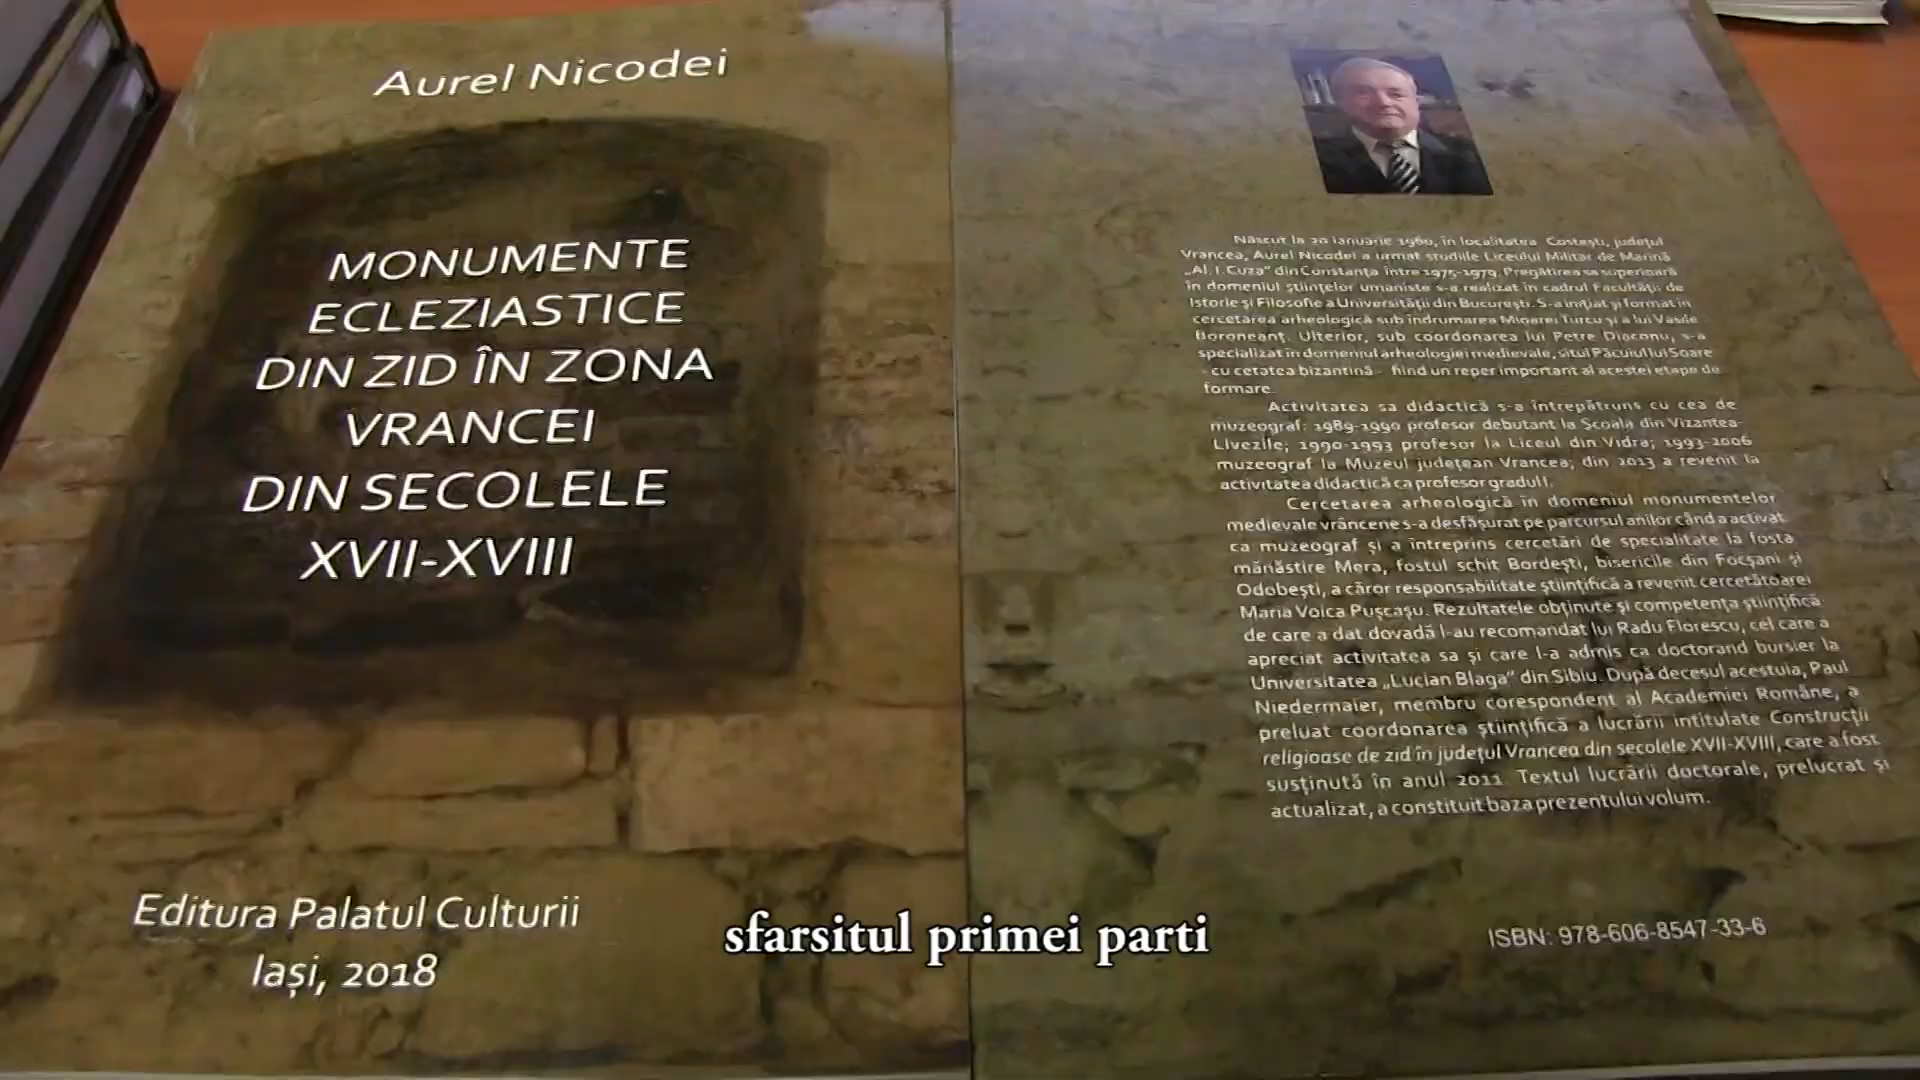 Aurel Nicodei
MONUMENTE
ECLEZIASTICE
DIN ZID ÎN ZONA
VRANCEI
DIN SECOLELE
XVII-XVIII
Editura Palatul Culturii
Iași, 2018
Născut la 20 ianuarie 1960, în localitatea Costești, județul
Vrancea, Aurel Nicodei a urmat studiile Liceului Militar de Marină
„Al. I. Cuza” din Constanța între 1975-1979. Pregătirea sa superioară
în domeniul științelor umaniste s-a realizat în cadrul Facultății de
Istorie și Filosofie a Universității din București. S-a inițiat și format în
cercetarea arheologică sub îndrumarea Mioarei Turcu și a lui Vasile
Boroneanț. Ulterior, sub coordonarea lui Petre Diaconu, s-a
specializat în domeniul arheologiei medievale, situl Păcuiul lui Soare
- cu cetatea bizantină - fiind un reper important al acestei etape de
formare.
Activitatea sa didactică s-a întrepătruns cu cea de
muzeograf: 1989-1990 profesor debutant la Școala din Vizantea-
Livezile; 1990-1993 profesor la Liceul din Vidra; 1993-2006
muzeograf la Muzeul județean Vrancea; din 2013 a revenit la
activitatea didactică ca profesor gradul I.
Cercetarea arheologică în domeniul monumentelor
medievale vrâncene s-a desfășurat pe parcursul anilor când a activat
ca muzeograf și a întreprins cercetări de specialitate la fosta
mănăstire Mera, fostul schit Bordești, bisericile din Focșani și
Odobești, a căror responsabilitate științifică a revenit cercetătoarei
Maria Voica Pușcașu. Rezultatele obținute și competența științifică
de care a dat dovadă l-au recomandat lui Radu Florescu, cel care a
apreciat activitatea sa și care l-a admis ca doctorand bursier la
Universitatea „Lucian Blaga” din Sibiu. După decesul acestuia, Paul
Niedermaier, membru corespondent al Academiei Române, a
preluat coordonarea științifică a lucrării intitulate Construcții
religioase de zid în județul Vrancea din secolele XVII-XVIII, care a fost
susținută în anul 2011. Textul lucrării doctorale, prelucrat și
actualizat, a constituit baza prezentului volum.
ISBN: 978-606-8547-33-6
sfarsitul primei parti